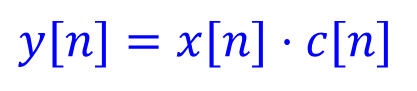 y[n] = x[n] · c[n]